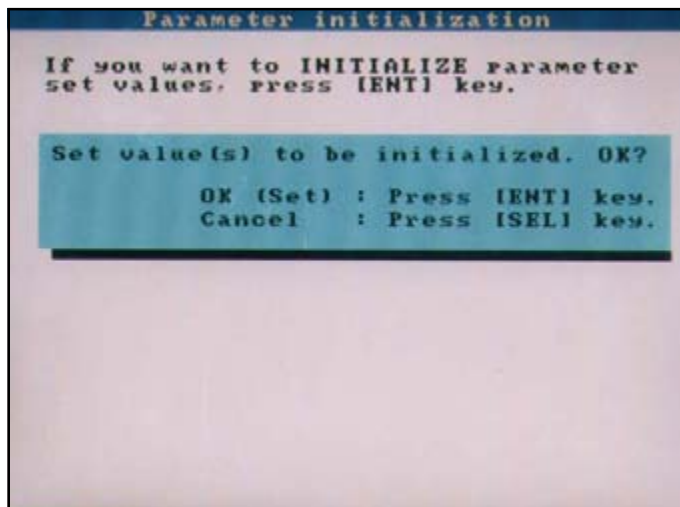 Parameter initialization
If you want to INITIALIZE parameter
set values, press [ENT] key.
Set value(s) to be initialized. OK?
OK (Set) : Press [ENT] key.
Cancel : Press [SEL] key.